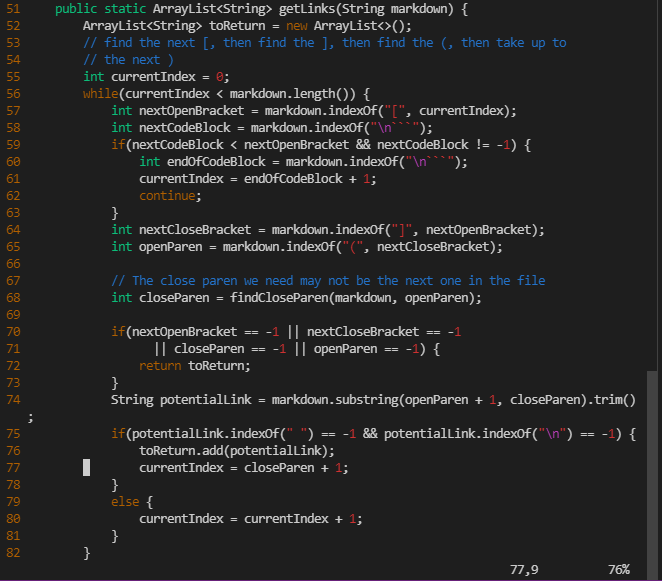 51     public static ArrayList<String> getLinks(String markdown) {
52         ArrayList<String> toReturn = new ArrayList<>();
53         // find the next [, then find the ], then find the (, then take up to
54         // the next )
55         int currentIndex = 0;
56         while(currentIndex < markdown.length()) {
57             int nextOpenBracket = markdown.indexOf("[", currentIndex);
58             int nextCodeBlock = markdown.indexOf("\n```");
59             if(nextCodeBlock < nextOpenBracket && nextCodeBlock != -1) {
60                 int endOfCodeBlock = markdown.indexOf("\n```");
61                 currentIndex = endOfCodeBlock + 1;
62                 continue;
63             }
64             int nextCloseBracket = markdown.indexOf("]", nextOpenBracket);
65             int openParen = markdown.indexOf("(", nextCloseBracket);
66
67             // The close paren we need may not be the next one in the file
68             int closeParen = findCloseParen(markdown, openParen);
69
70             if(nextOpenBracket == -1 || nextCloseBracket == -1
71                   || closeParen == -1 || openParen == -1) {
72                 return toReturn;
73             }
74             String potentialLink = markdown.substring(openParen + 1, closeParen).trim()
;
75             if(potentialLink.indexOf(" ") == -1 && potentialLink.indexOf("\n") == -1) {
76                 toReturn.add(potentialLink);
77                 currentIndex = closeParen + 1;
78             }
79             else {
80                 currentIndex = currentIndex + 1;
81             }
82         }
77,9 76%